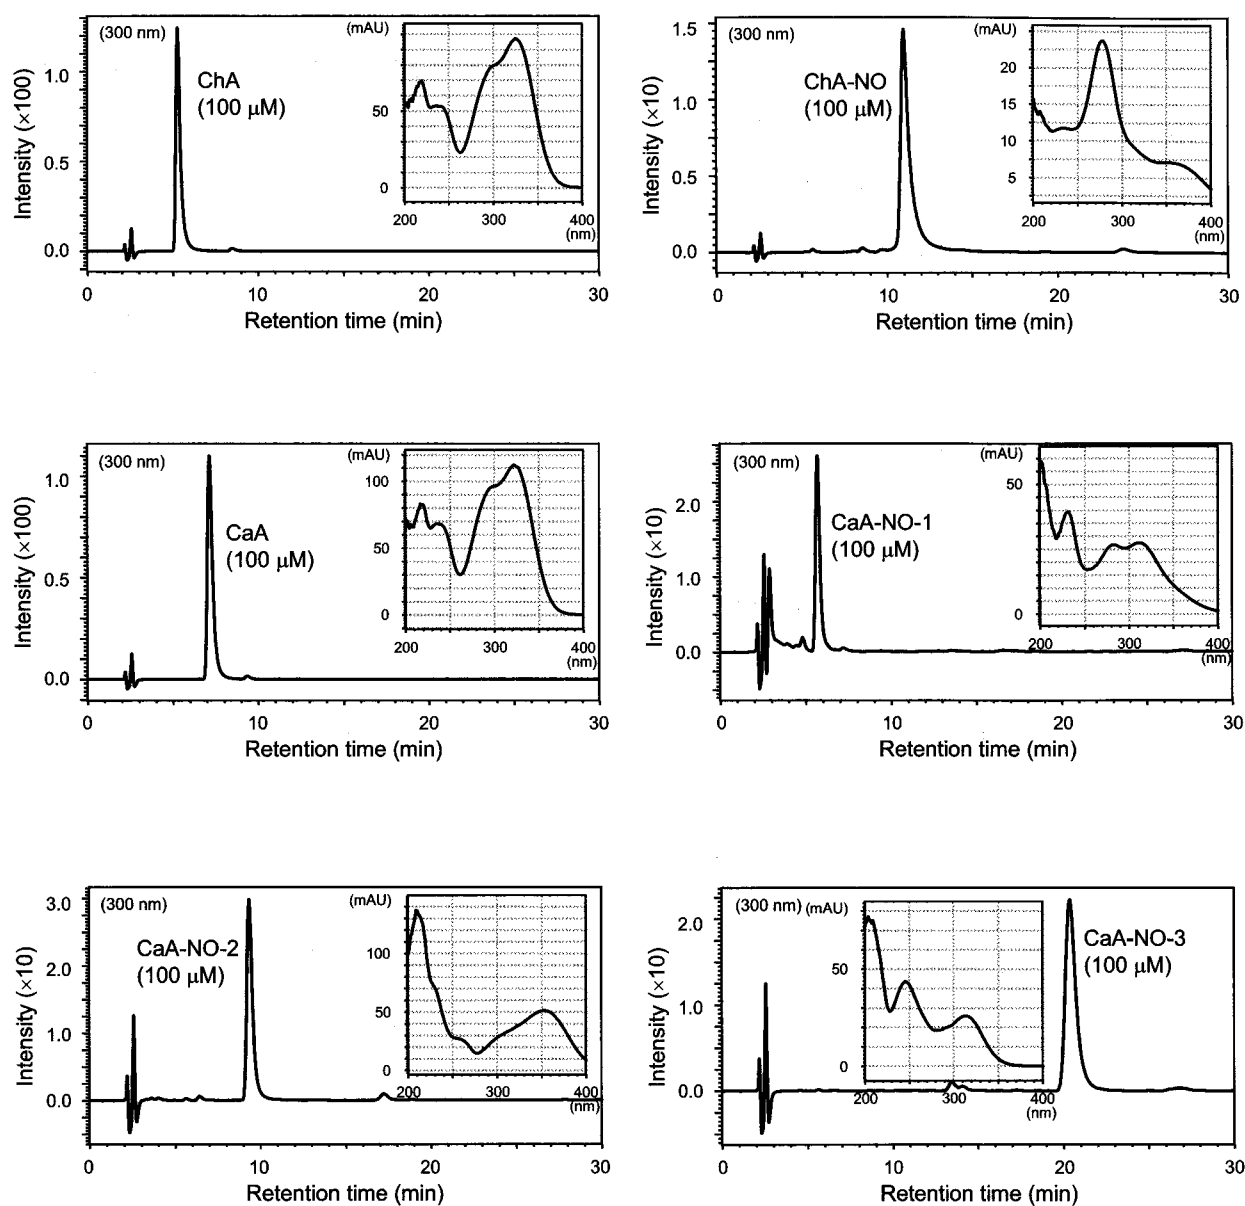 (300 nm)
ChA
(100 μM)
(mAU)
50
0
200
300
400
(nm)
Intensity (×100)
1.0
0.5
0.0
0
10
20
30
Retention time (min)
(300 nm)
ChA-NO
(100 μM)
(mAU)
20
15
10
5
200
300
400
(nm)
Intensity (×10)
1.5
1.0
0.5
0.0
0
10
20
30
Retention time (min)
(300 nm)
CaA
(100 μM)
(mAU)
100
50
0
200
300
400
(nm)
Intensity (×100)
1.0
0.5
0.0
0
10
20
30
Retention time (min)
(300 nm)
CaA-NO-1
(100 μM)
(mAU)
50
0
200
300
400
(nm)
Intensity (×10)
2.0
1.0
0.0
0
10
20
30
Retention time (min)
(300 nm)
CaA-NO-2
(100 μM)
(mAU)
100
50
0
200
300
400
(nm)
Intensity (×10)
3.0
2.0
1.0
0.0
0
10
20
30
Retention time (min)
(300 nm)
(mAU)
CaA-NO-3
(100 μM)
50
0
200
300
400
(nm)
Intensity (×10)
2.0
1.0
0.0
0
10
20
30
Retention time (min)